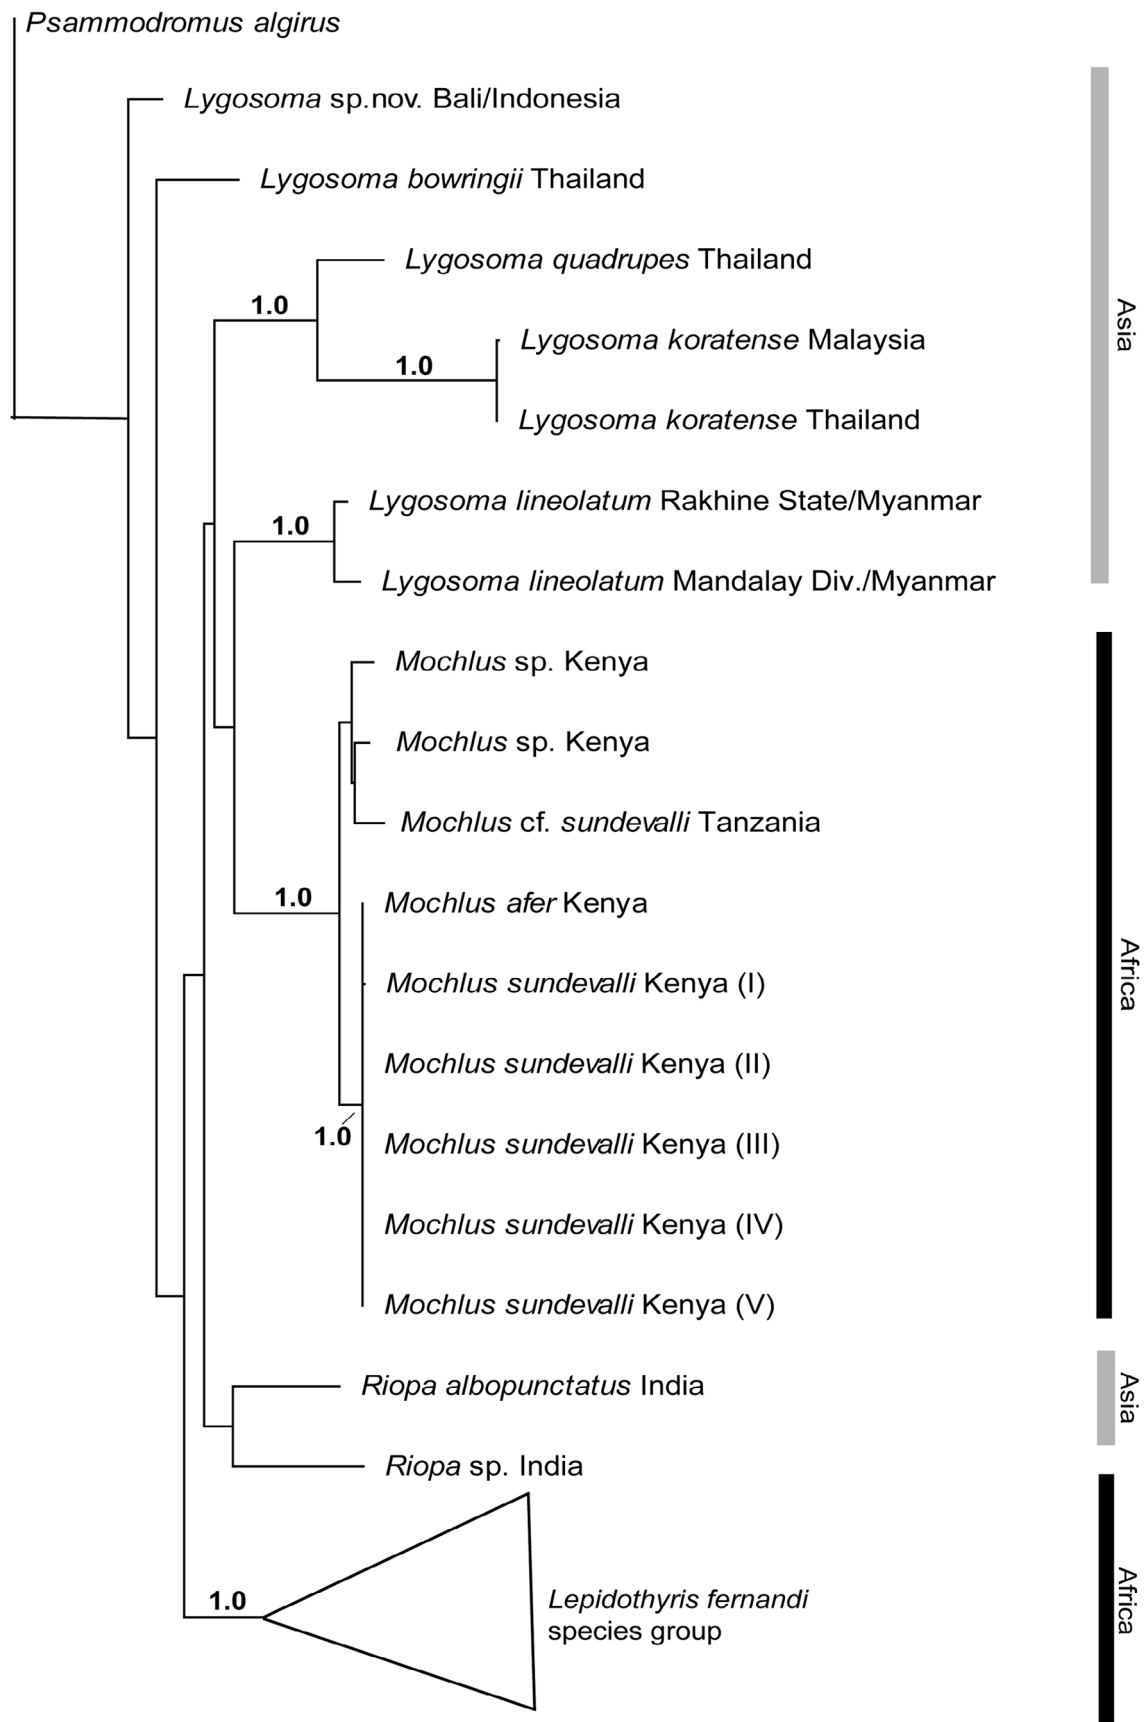 Psammodromus algirus
Lygosoma sp.nov. Bali/Indonesia
Lygosoma bowringii Thailand
Lygosoma quadrupes Thailand
1.0
Lygosoma koratense Malaysia
1.0
Lygosoma koratense Thailand
Asia
Lygosoma lineolatum Rakhine State/Myanmar
1.0
Lygosoma lineolatum Mandalay Div./Myanmar
Mochlus sp. Kenya
Mochlus sp. Kenya
Mochlus cf. sundevalli Tanzania
1.0
Mochlus afer Kenya
Mochlus sundevalli Kenya (I)
Africa
Mochlus sundevalli Kenya (II)
1.0
Mochlus sundevalli Kenya (III)
Mochlus sundevalli Kenya (IV)
Mochlus sundevalli Kenya (V)
Riopa albopunctatus India
Asia
Riopa sp. India
1.0
Lepidothyris fernandi
species group
Africa